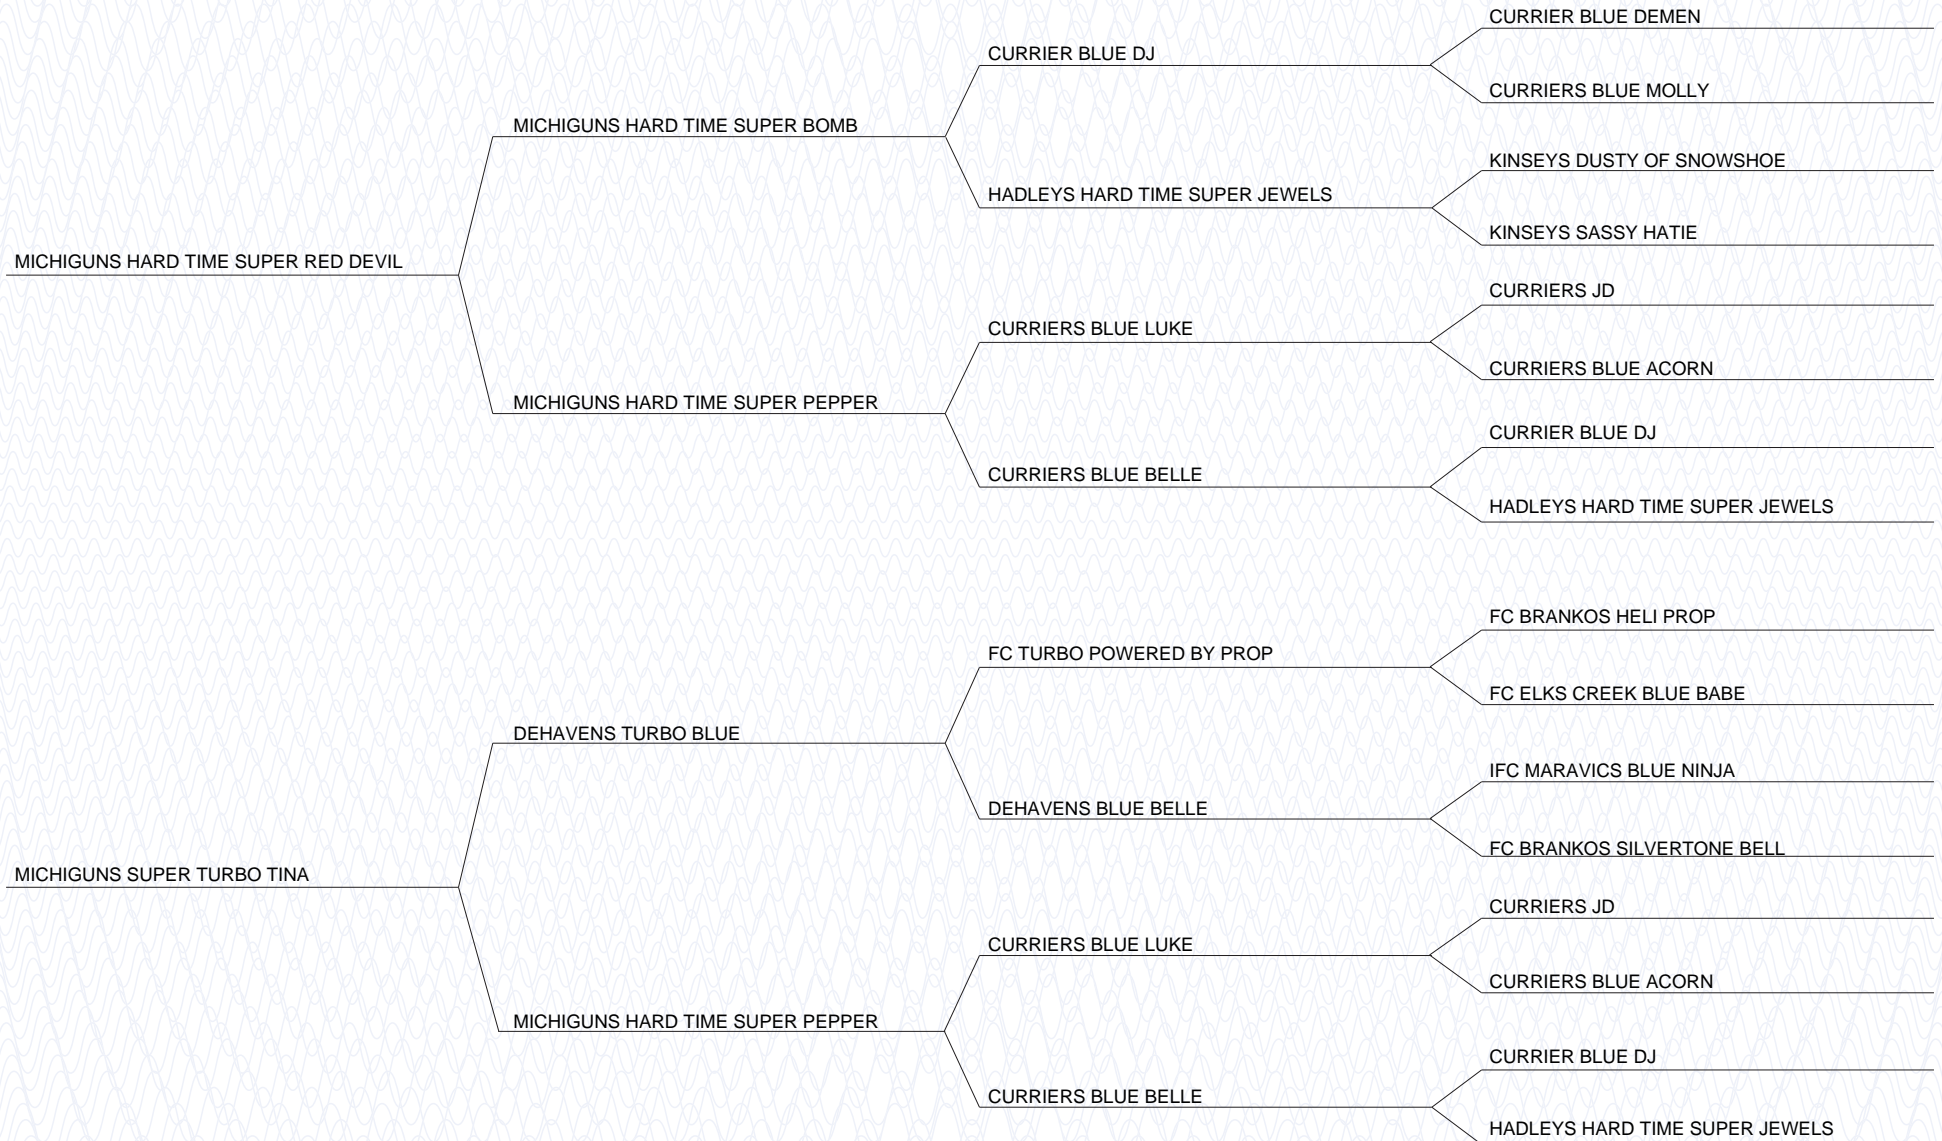 CURRIER BLUE DEMEN
CURRIER BLUE DJ
CURRIERS BLUE MOLLY
MICHIGUNS HARD TIME SUPER BOMB
KINSEYS DUSTY OF SNOWSHOE
HADLEYS HARD TIME SUPER JEWELS
KINSEYS SASSY HATIE
MICHIGUNS HARD TIME SUPER RED DEVIL
CURRIERS JD
CURRIERS BLUE LUKE
CURRIERS BLUE ACORN
MICHIGUNS HARD TIME SUPER PEPPER
CURRIER BLUE DJ
CURRIERS BLUE BELLE
HADLEYS HARD TIME SUPER JEWELS
FC BRANKOS HELI PROP
FC TURBO POWERED BY PROP
FC ELKS CREEK BLUE BABE
DEHAVENS TURBO BLUE
IFC MARAVICS BLUE NINJA
DEHAVENS BLUE BELLE
FC BRANKOS SILVERTONE BELL
MICHIGUNS SUPER TURBO TINA
CURRIERS JD
CURRIERS BLUE LUKE
CURRIERS BLUE ACORN
MICHIGUNS HARD TIME SUPER PEPPER
CURRIER BLUE DJ
CURRIERS BLUE BELLE
HADLEYS HARD TIME SUPER JEWELS